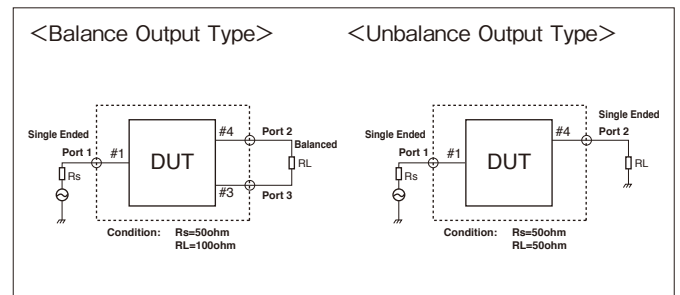 <Balance Output Type>
Single Ended
Port 1
#1
Rs
DUT
#4
Port 2
Balanced
RL
#3
Port 3
Condition: Rs=50ohm
RL=100ohm
<Unbalance Output Type>
Single Ended
Port 1
#1
Rs
DUT
#4
Single Ended
Port 2
RL
Condition: Rs=50ohm
RL=50ohm